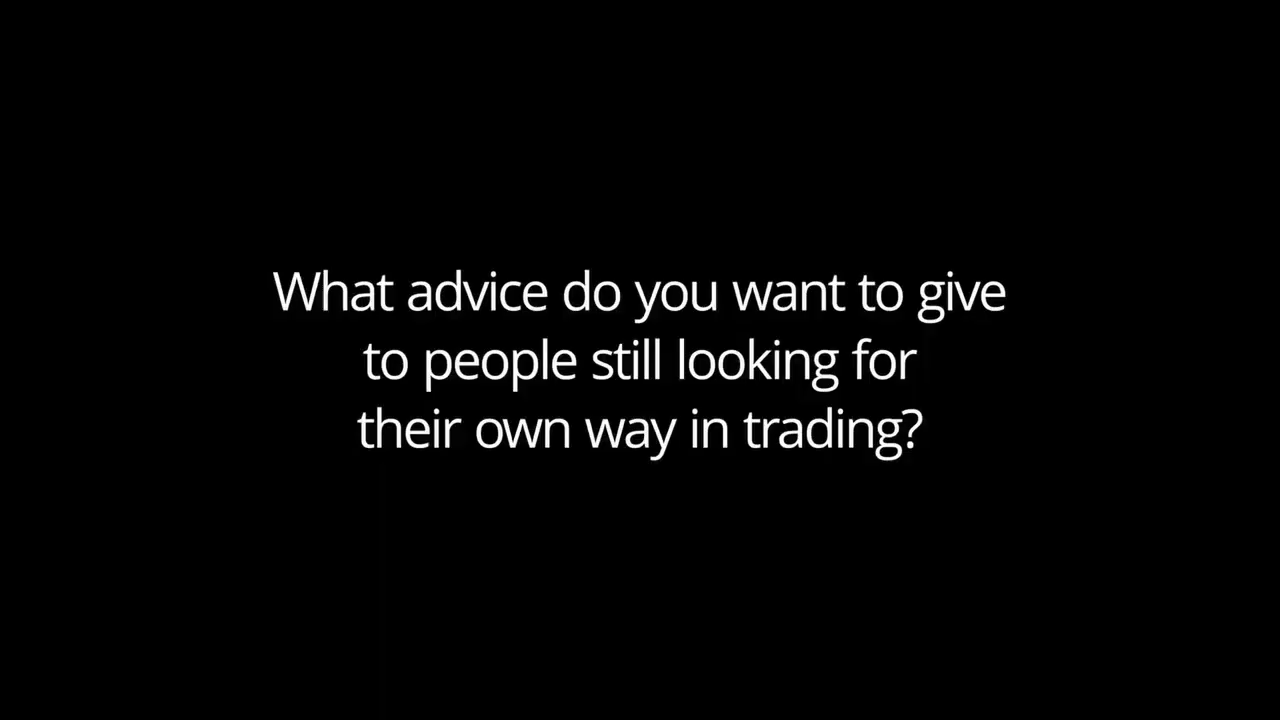 What advice do you want to give
to people still looking for
their own way in trading?